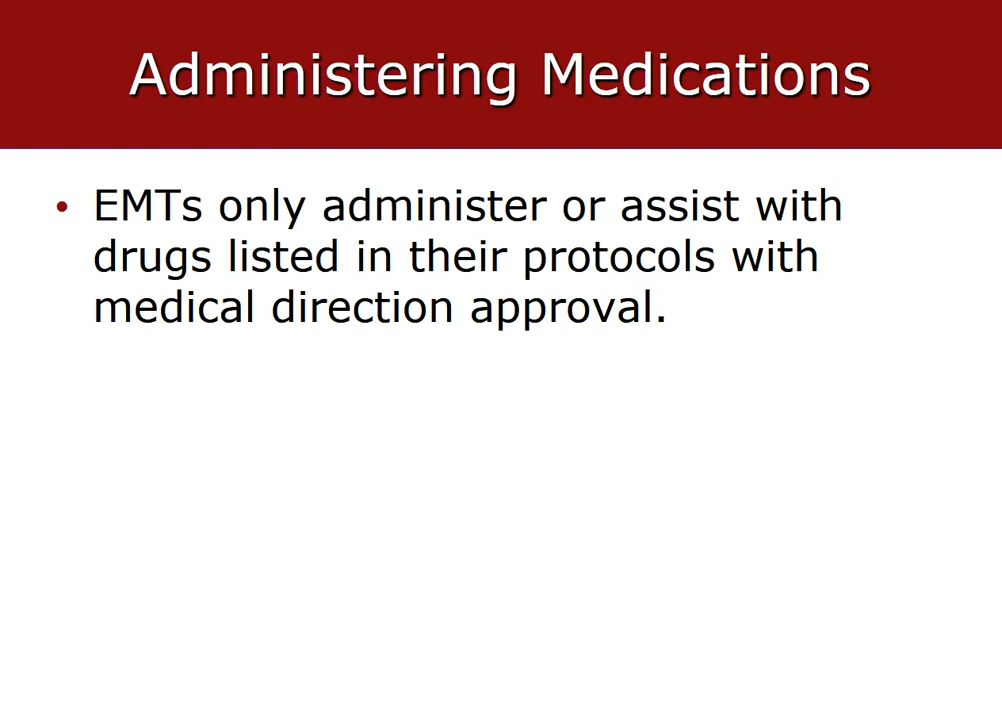 Administering Medications
• EMTs only administer or assist with
drugs listed in their protocols with
medical direction approval.